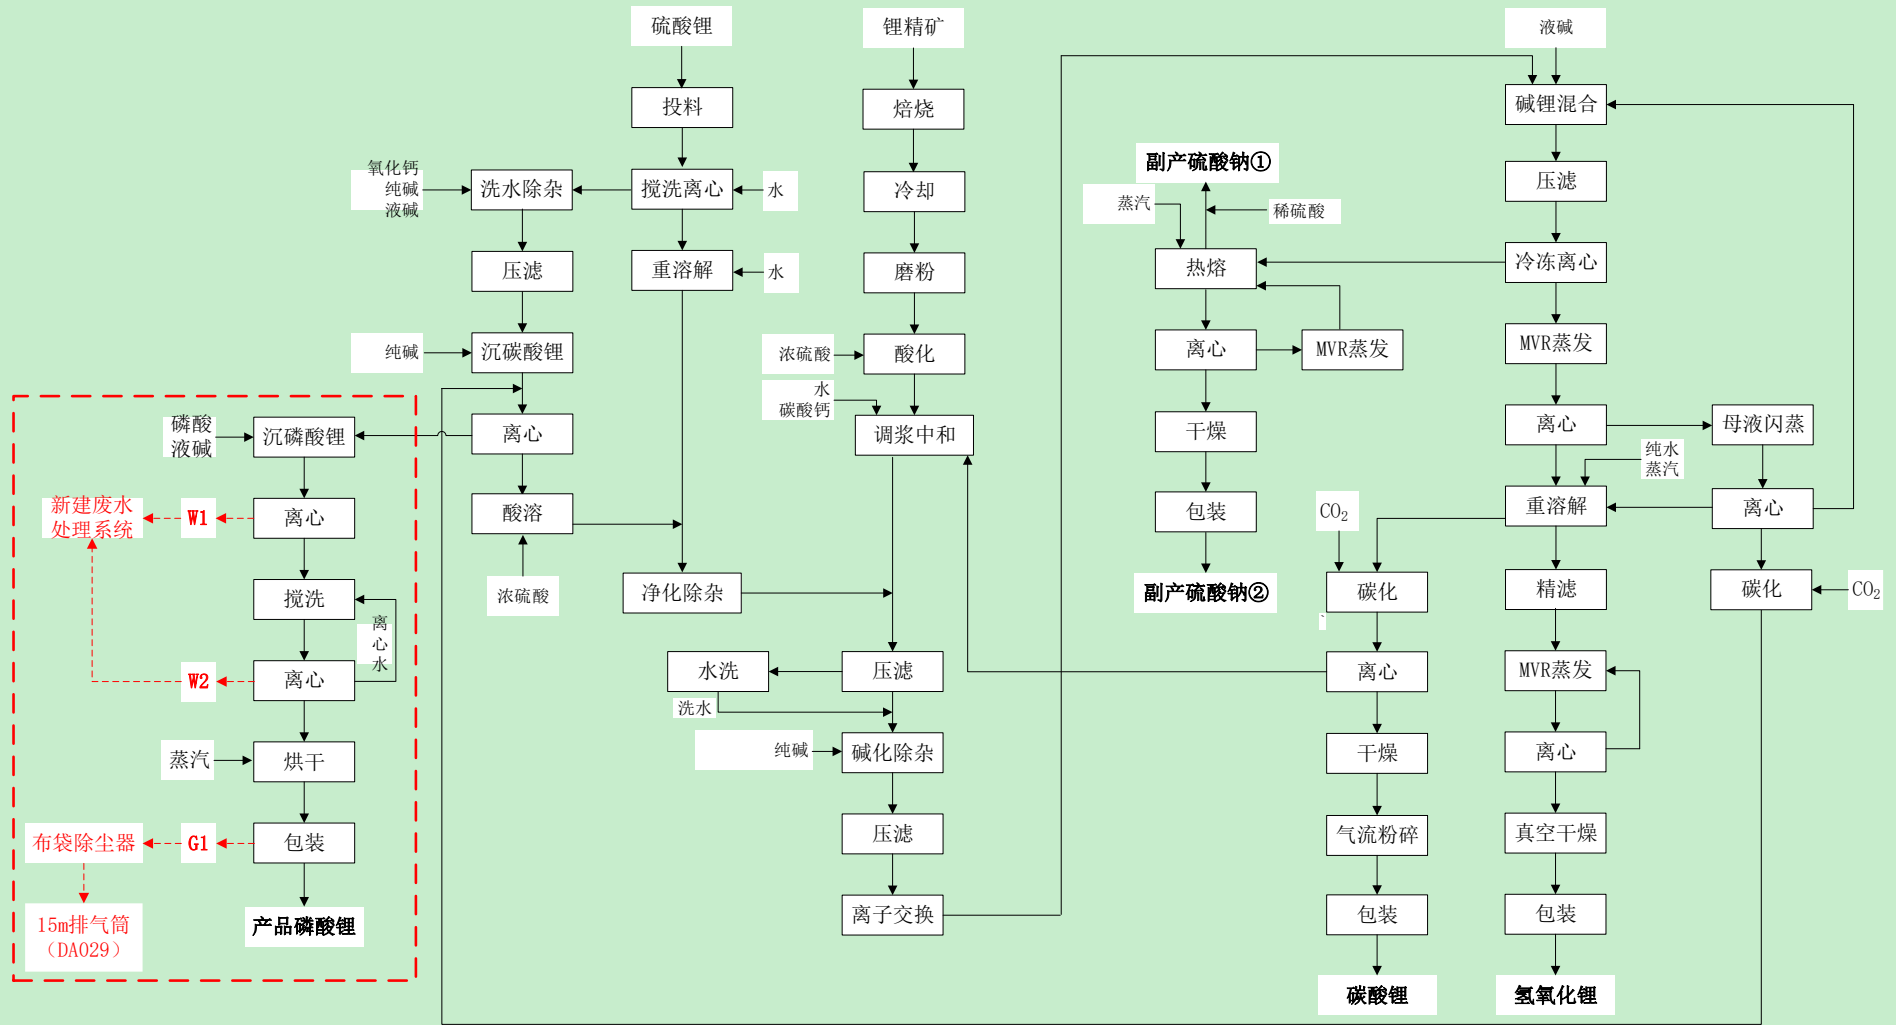 硫酸锂
投料
搅洗离心
水
重溶解
水
氧化钙
纯碱
液碱
洗水除杂
压滤
纯碱
沉碳酸锂
离心
酸溶
浓硫酸
净化除杂
锂精矿
焙烧
冷却
磨粉
浓硫酸
酸化
水
碳酸钙
调浆中和
压滤
水洗
洗水
纯碱
碱化除杂
压滤
离子交换
磷酸
液碱
沉磷酸锂
离心
W1
新建废水
处理系统
搅洗
离
心
水
离心
W2
蒸汽
烘干
包装
G1
布袋除尘器
15m排气筒
（DA029）
产品磷酸锂
副产硫酸钠①
蒸汽
稀硫酸
热熔
离心
MVR蒸发
干燥
包装
副产硫酸钠②
液碱
碱锂混合
压滤
冷冻离心
MVR蒸发
离心
母液闪蒸
纯水
蒸汽
重溶解
离心
碳化
CO₂
精滤
MVR蒸发
离心
真空干燥
包装
氢氧化锂
CO₂
碳化
`
离心
干燥
气流粉碎
包装
碳酸锂